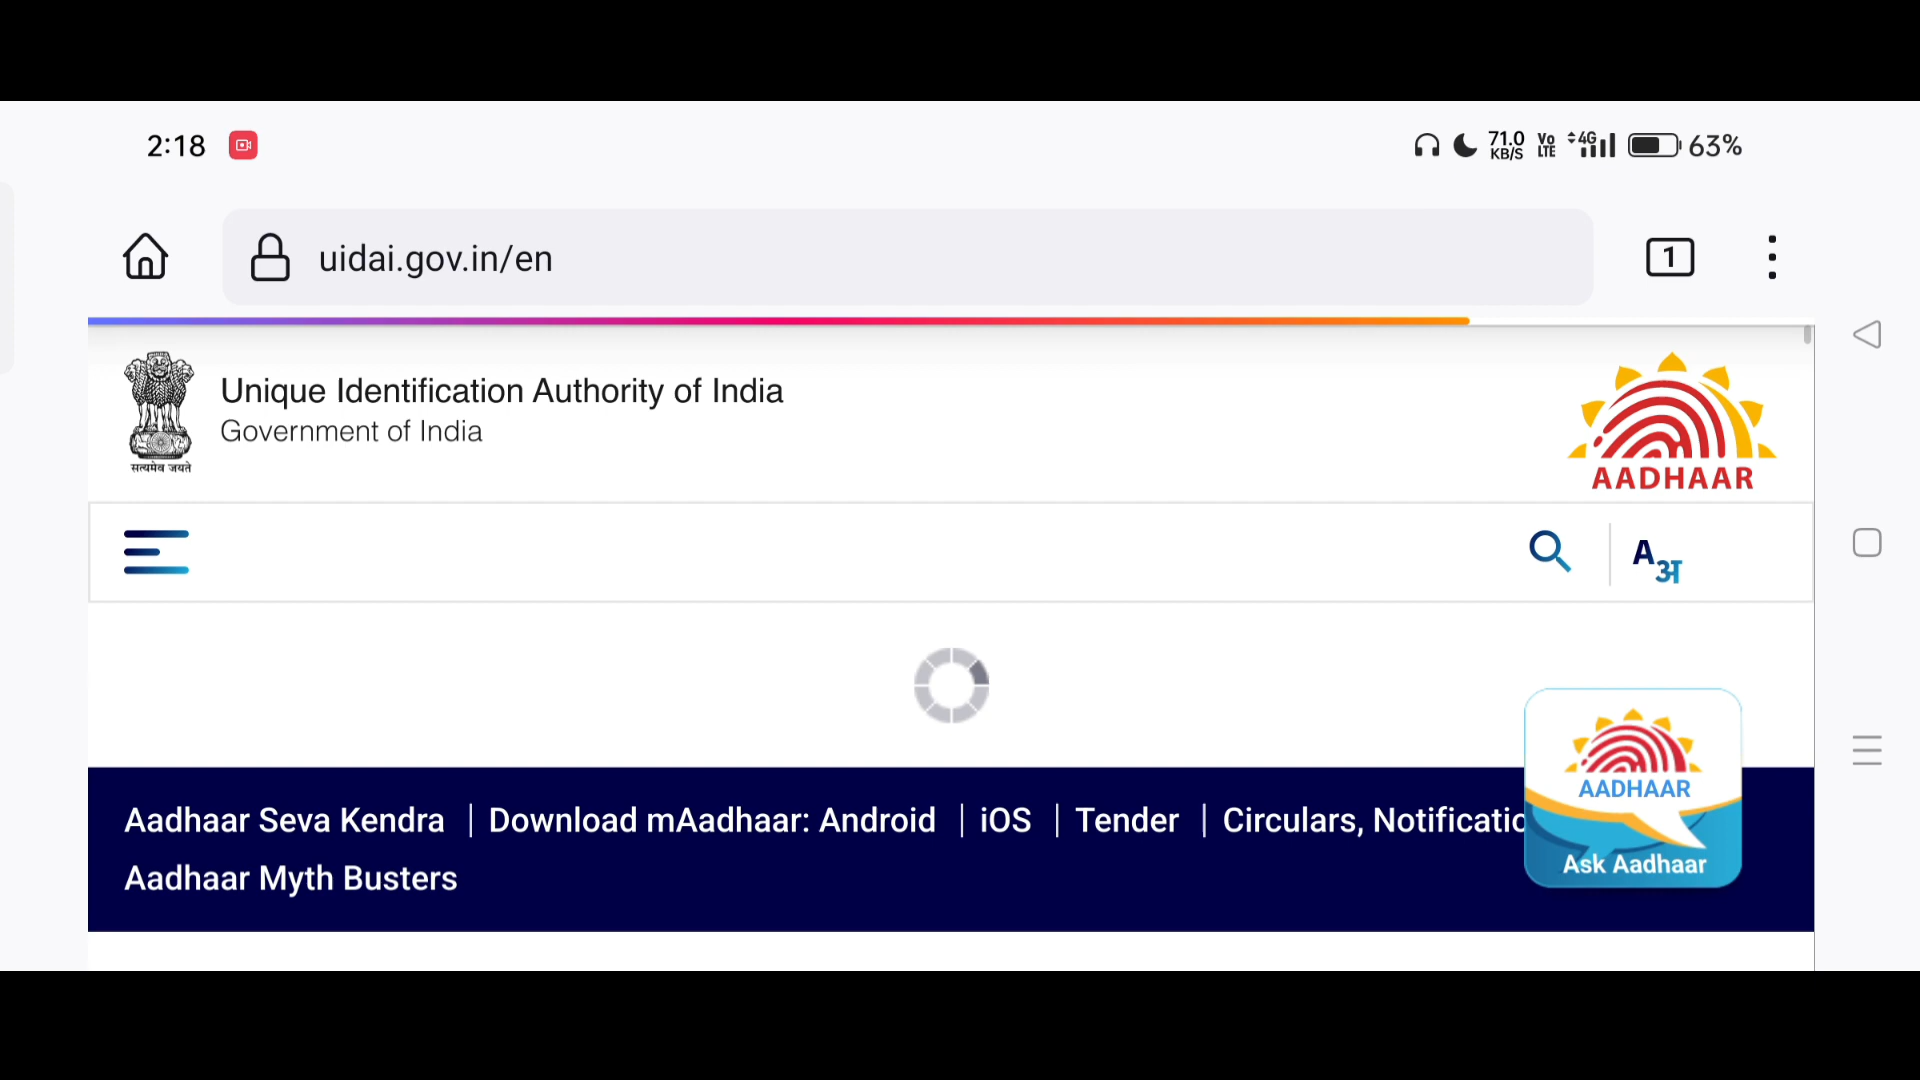 2:18
71.0 KB/S Vo LTE 4G 63%
uidai.gov.in/en
1
Unique Identification Authority of India
Government of India
सत्यमेव जयते
AADHAAR
A अ
Aadhaar Seva Kendra | Download mAadhaar: Android | iOS | Tender | Circulars,
Aadhaar Myth Busters
AADHAAR
Ask Aadhaar